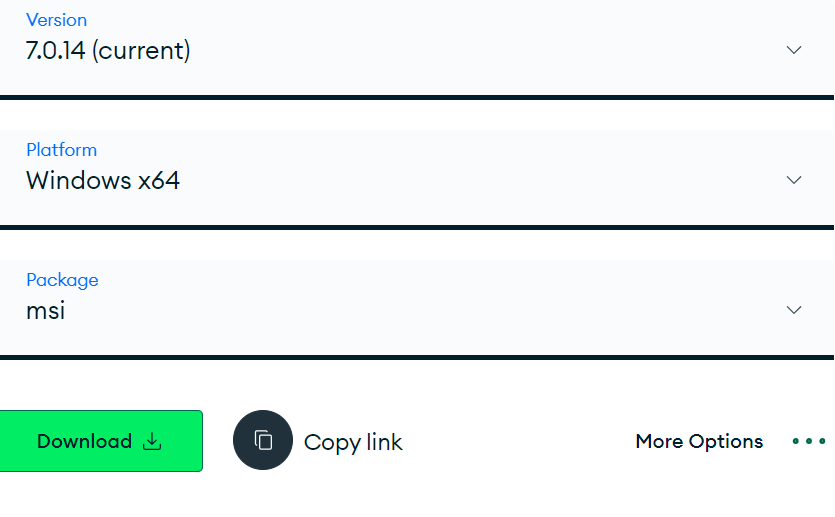 Version
7.0.14 (current)
Platform
Windows x64
Package
msi
Download
Copy link
More Options